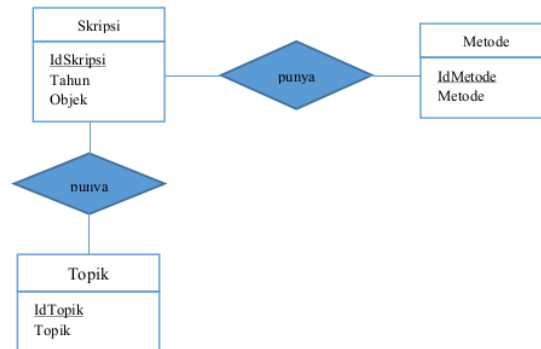 Skripsi
IdSkripsi
Tahun
Objek
punya
Metode
IdMetode
Metode
punya
Topik
IdTopik
Topik